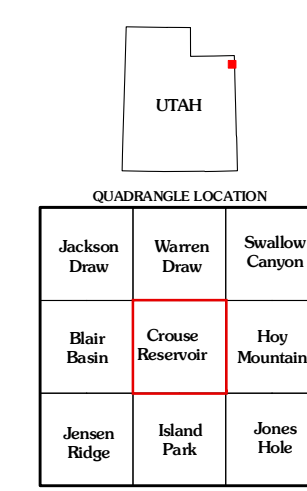 UTAH
QUADRANGLE LOCATION
Jackson Draw
Warren Draw
Swallow Canyon
Blair Basin
Crouse Reservoir
Hoy Mountain
Jensen Ridge
Island Park
Jones Hole